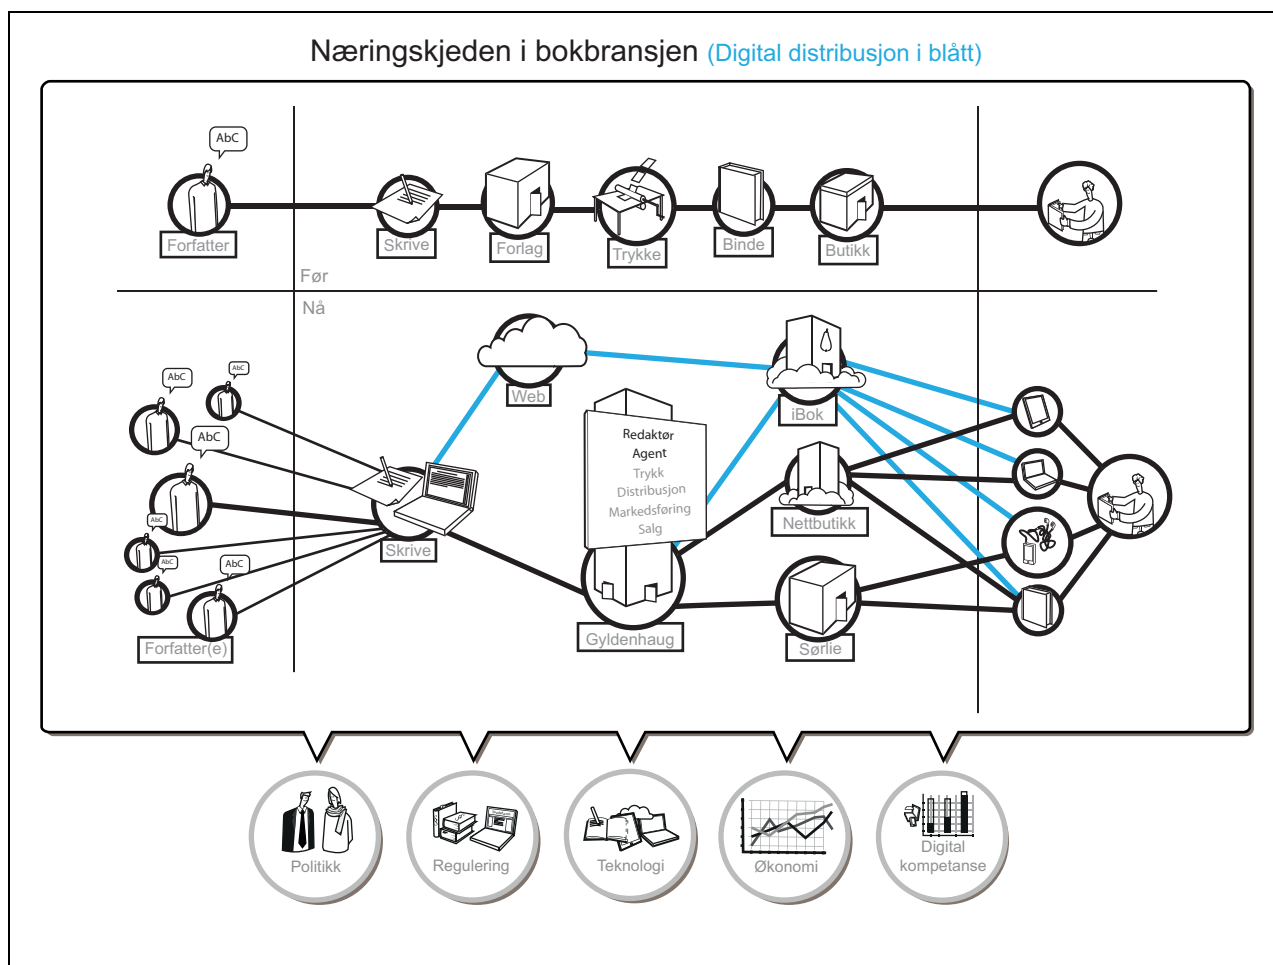 Næringskjeden i bokbransjen (Digital distribusjon i blått)
AbC
Forfatter
Skrive
Forlag
Trykke
Binde
Butikk
Før
Nå
AbC
AbC
AbC
AbC
AbC
AbC
Forfatter(e)
Skrive
Web
Redaktør
Agent
Trykk
Distribusjon
Markedsføring
Salg
Gyldenhaug
iBok
Nettbutikk
Sørlie
Politikk
Regulering
Teknologi
Økonomi
Digital
kompetanse